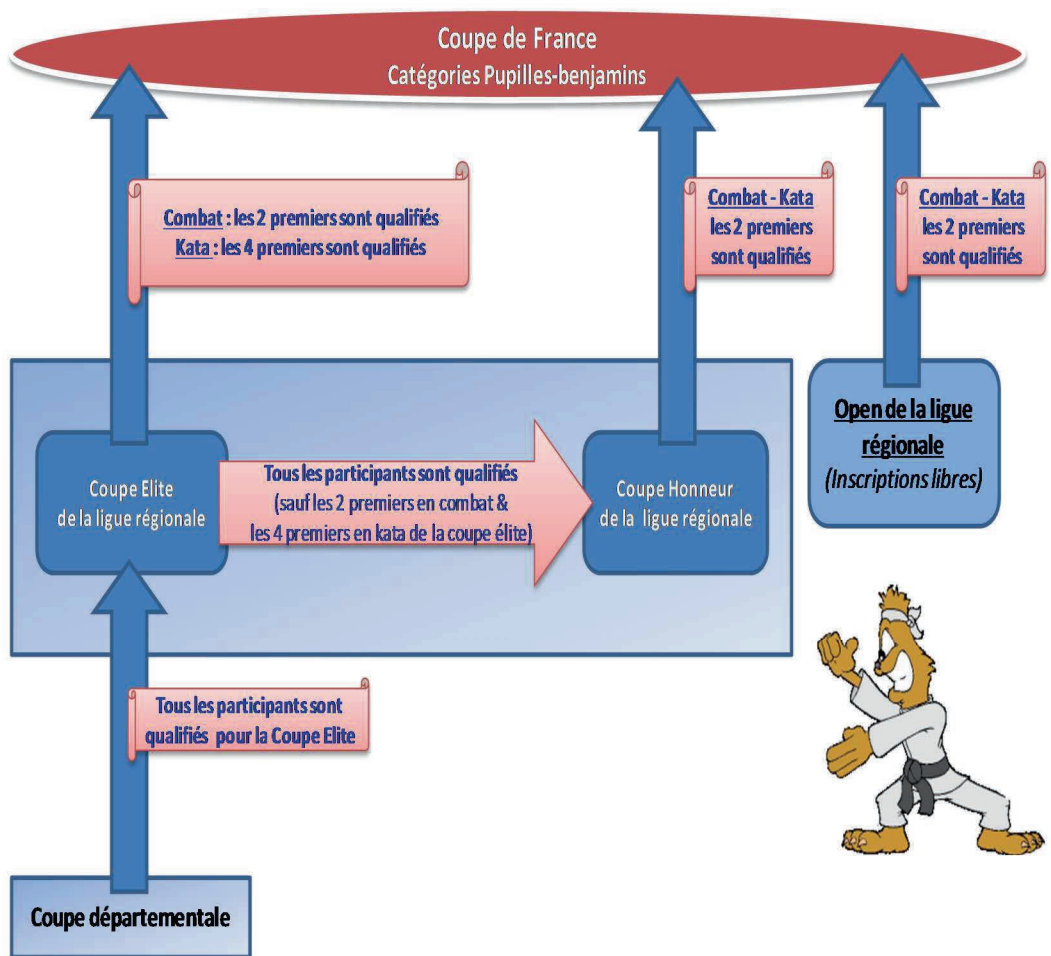 Coupe de France
Catégories Pupilles-benjamins
Combat : les 2 premiers sont qualifiés
Kata : les 4 premiers sont qualifiés
Combat - Kata
les 2 premiers
sont qualifiés
Combat - Kata
les 2 premiers
sont qualifiés
Coupe Elite
de la ligue régionale
Tous les participants sont qualifiés
(sauf les 2 premiers en combat &
les 4 premiers en kata de la coupe élite)
Coupe Honneur
de la ligue régionale
Open de la ligue
régionale
(Inscriptions libres)
Tous les participants sont
qualifiés pour la Coupe Elite
Coupe départementale